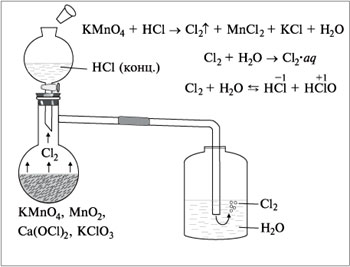 KMnO₄ + HCl → Cl₂↑ + MnCl₂ + KCl + H₂O
Cl₂ + H₂O → Cl₂·aq
Cl₂ + H₂O ⇆ HCl + HClO
−1 +1
HCl (конц.)
Cl₂
KMnO₄, MnO₂,
Ca(OCl)₂, KClO₃
Cl₂
H₂O